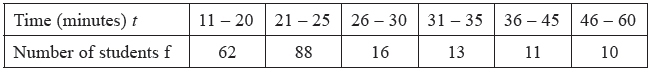 Time (minutes) t 11 – 20 21 – 25 26 – 30 31 – 35 36 – 45 46 – 60
Number of students f 62 88 16 13 11 10